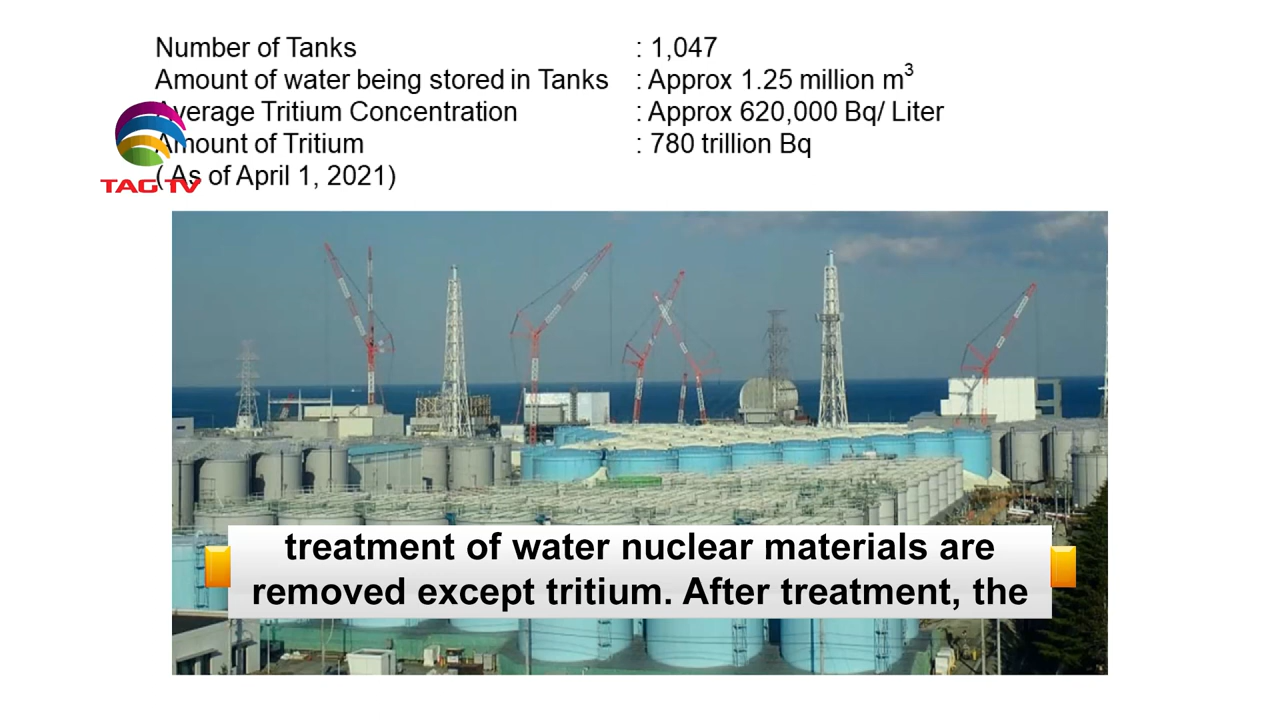 Number of Tanks : 1,047
Amount of water being stored in Tanks : Approx 1.25 million m³
Average Tritium Concentration : Approx 620,000 Bq/ Liter
Amount of Tritium : 780 trillion Bq
( As of April 1, 2021)
TAG TV
treatment of water nuclear materials are
removed except tritium. After treatment, the